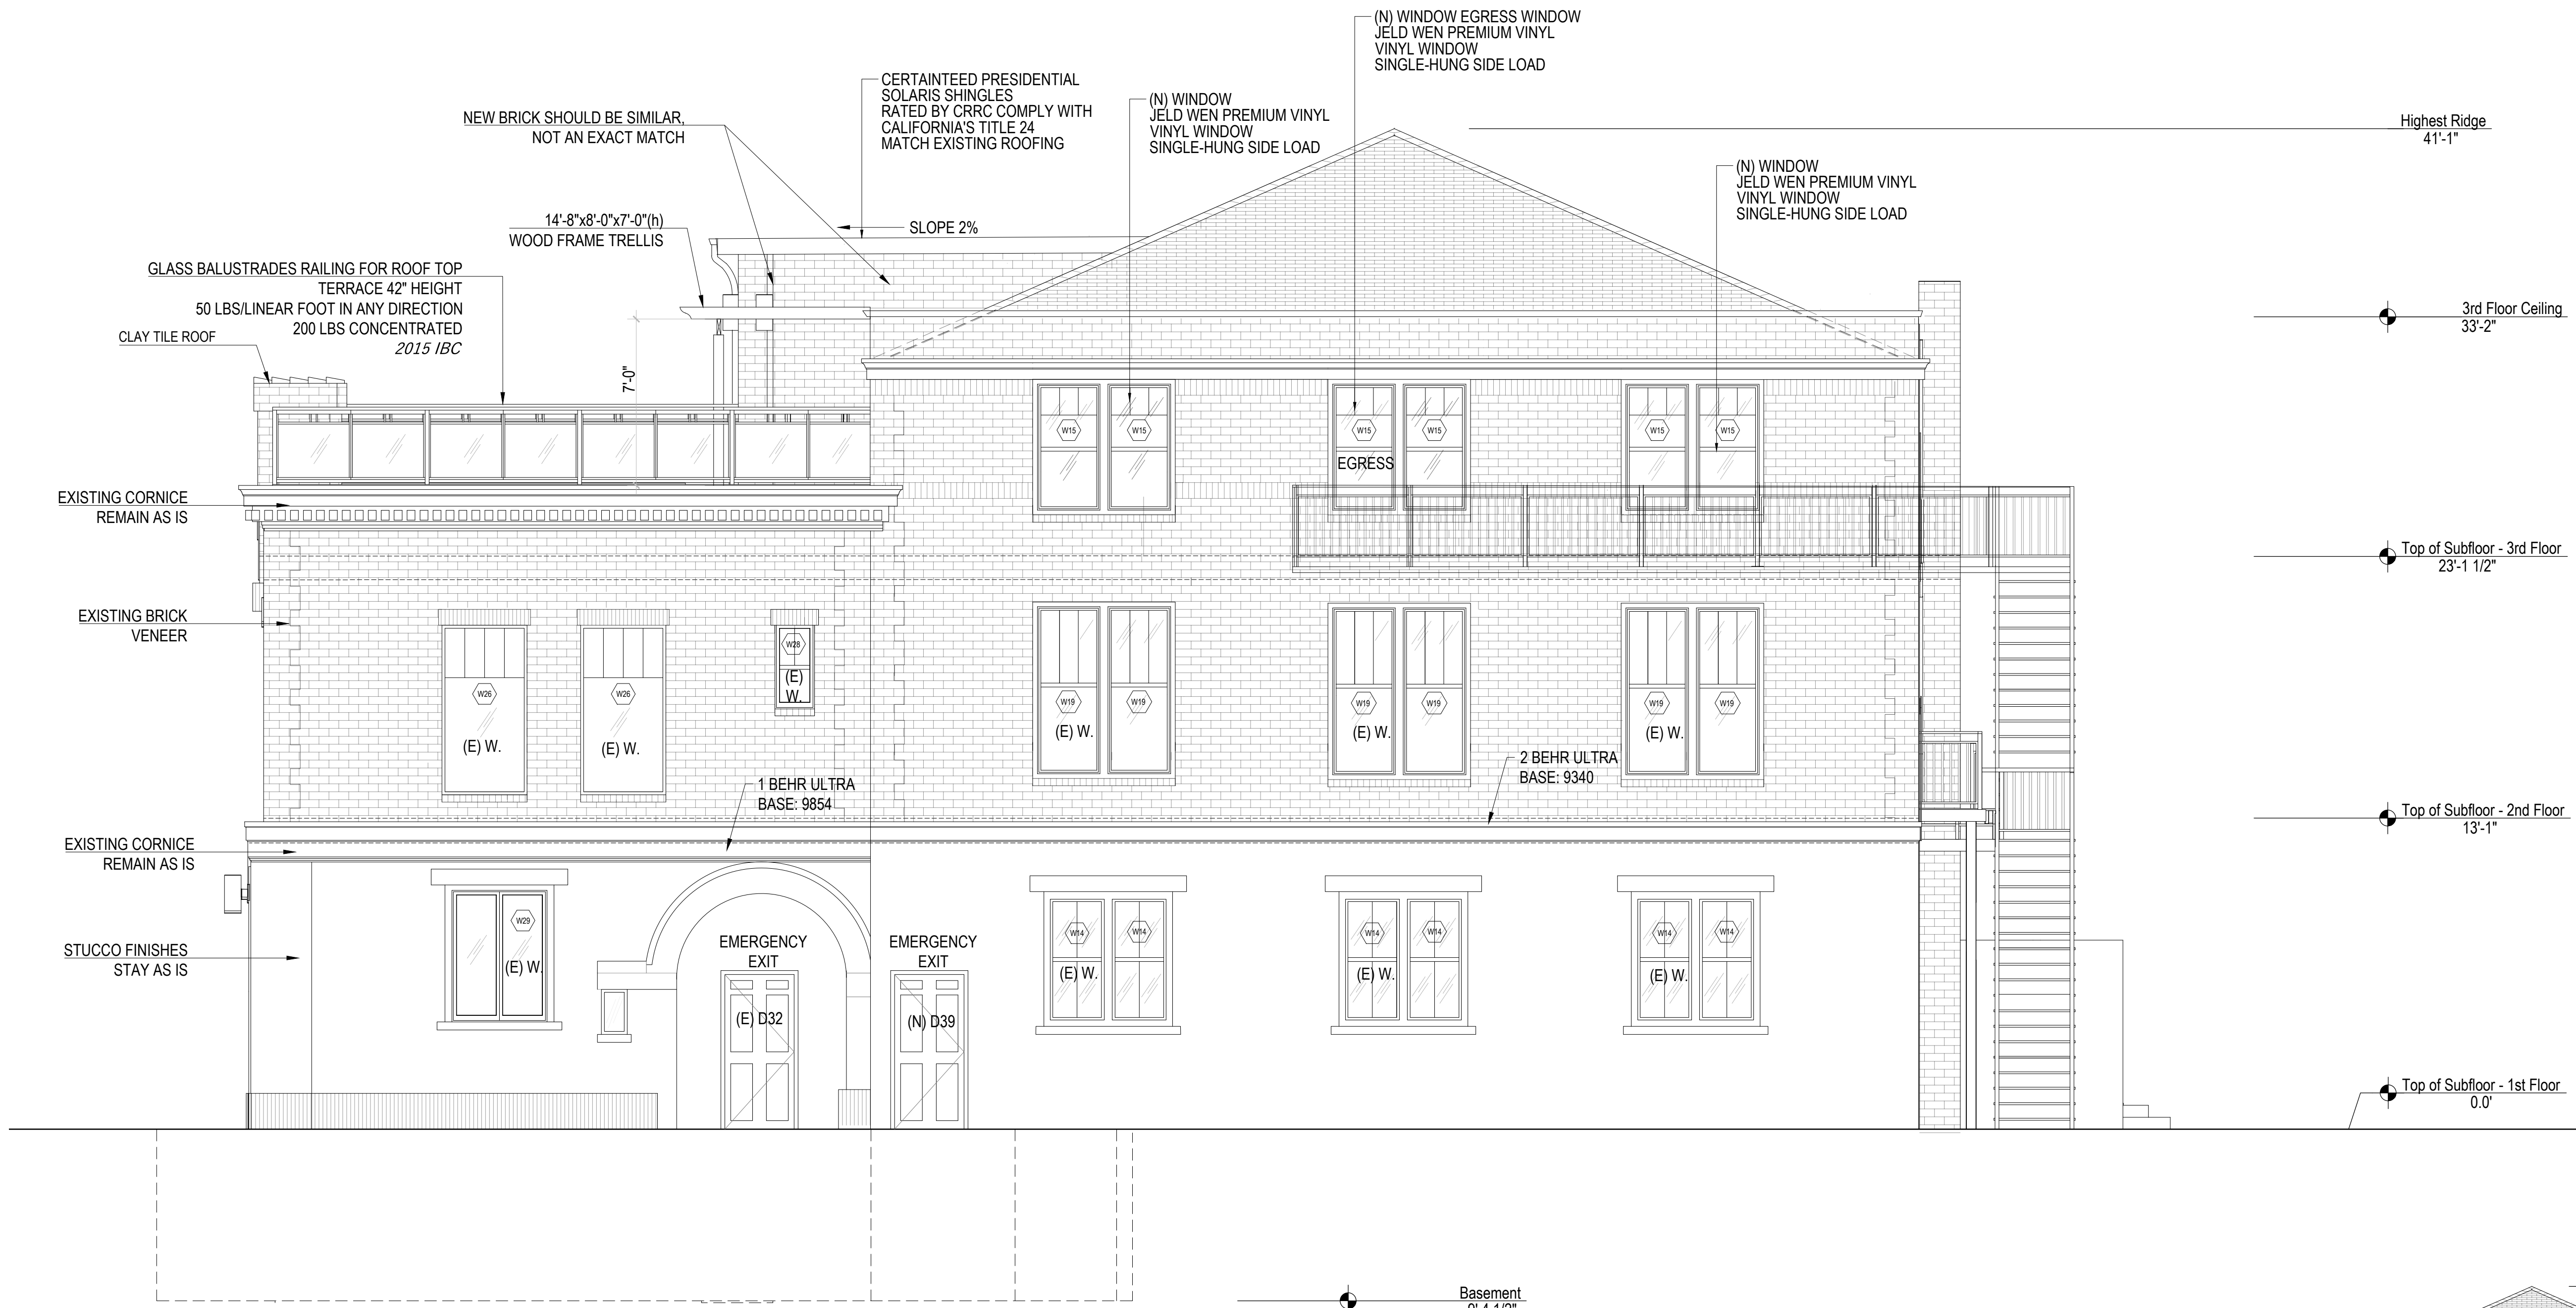 (N) WINDOW EGRESS WINDOW
JELD WEN PREMIUM VINYL
VINYL WINDOW
SINGLE-HUNG SIDE LOAD
CERTAINTEED PRESIDENTIAL
SOLARIS SHINGLES
RATED BY CRRC COMPLY WITH
CALIFORNIA'S TITLE 24
MATCH EXISTING ROOFING
(N) WINDOW
JELD WEN PREMIUM VINYL
VINYL WINDOW
SINGLE-HUNG SIDE LOAD
NEW BRICK SHOULD BE SIMILAR,
NOT AN EXACT MATCH
Highest Ridge
41'-1"
(N) WINDOW
JELD WEN PREMIUM VINYL
VINYL WINDOW
SINGLE-HUNG SIDE LOAD
14'-8"x8'-0"x7'-0"(h)
WOOD FRAME TRELLIS
SLOPE 2%
GLASS BALUSTRADES RAILING FOR ROOF TOP
TERRACE 42" HEIGHT
50 LBS/LINEAR FOOT IN ANY DIRECTION
200 LBS CONCENTRATED
2015 IBC
CLAY TILE ROOF
3rd Floor Ceiling
33'-2"
7'-0"
W15 W15 W15 W15 W15 W15
EGRESS
EXISTING CORNICE
REMAIN AS IS
Top of Subfloor - 3rd Floor
23'-1 1/2"
EXISTING BRICK
VENEER
W28
(E)
W.
W26 W26 W19 W19 W19 W19 W19 W19
(E) W. (E) W. (E) W. (E) W. (E) W.
2 BEHR ULTRA
BASE: 9340
1 BEHR ULTRA
BASE: 9854
Top of Subfloor - 2nd Floor
13'-1"
EXISTING CORNICE
REMAIN AS IS
W29 W14 W14 W14 W14 W14 W14
(E) W. (E) W. (E) W. (E) W.
STUCCO FINISHES
STAY AS IS
EMERGENCY
EXIT
EMERGENCY
EXIT
(E) D32
(N) D39
Top of Subfloor - 1st Floor
0.0'
Basement